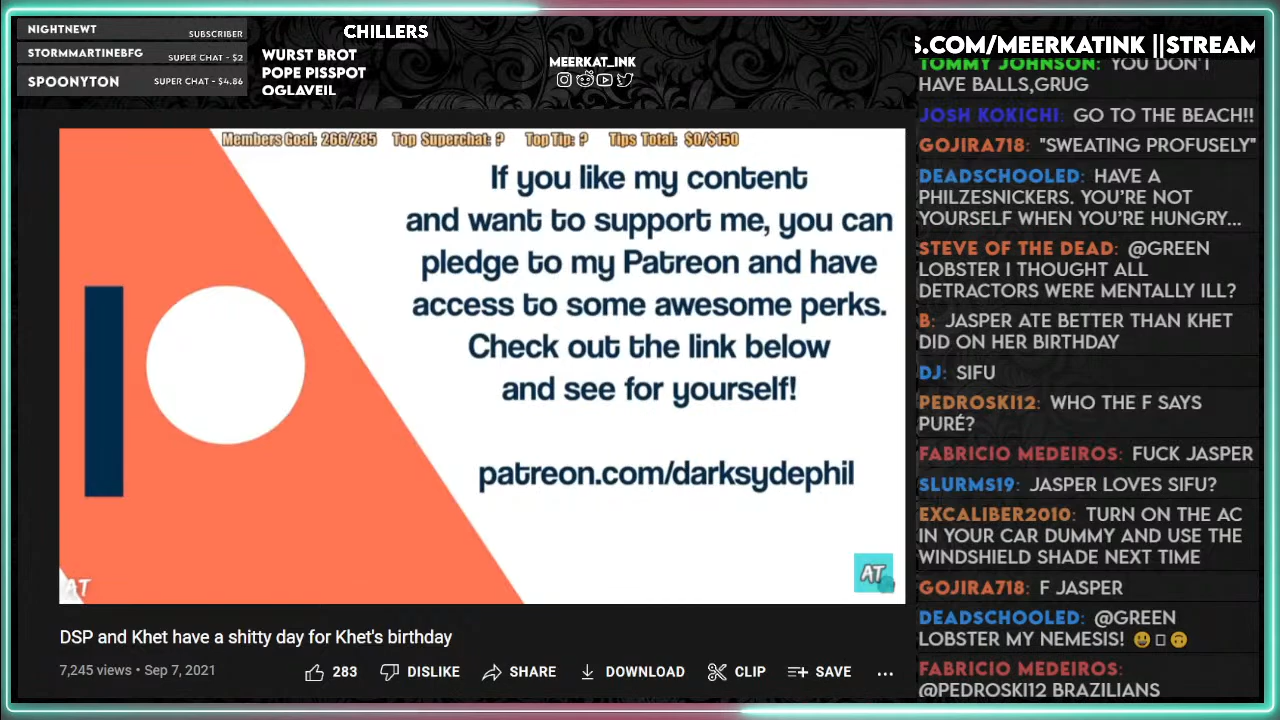 NIGHTNEWT
SUBSCRIBER
STORMMARTINEBFG
SUPER CHAT - $2
SPOONYTON
SUPER CHAT - $4.86
CHILLERS
WURST BROT
POPE PISSPOT
OGLAVEIL
MEERKAT_INK
S.COM/MEERKATINK ||STREAM
Members Goal: 266/285 Top Superchat: ? Top Tip: ? Tips Total: $0/$150
If you like my content
and want to support me, you can
pledge to my Patreon and have
access to some awesome perks.
Check out the link below
and see for yourself!
patreon.com/darksydephil
AT
AT
DSP and Khet have a shitty day for Khet's birthday
7,245 views • Sep 7, 2021
283
DISLIKE
SHARE
DOWNLOAD
CLIP
SAVE
TOMMY JOHNSON: YOU DON'T
HAVE BALLS,GRUG
JOSH KOKICHI: GO TO THE BEACH!!
GOJIRA718: "SWEATING PROFUSELY"
DEADSCHOOLED: HAVE A
PHILZESNICKERS. YOU'RE NOT
YOURSELF WHEN YOU'RE HUNGRY...
STEVE OF THE DEAD: @GREEN
LOBSTER I THOUGHT ALL
DETRACTORS WERE MENTALLY ILL?
B: JASPER ATE BETTER THAN KHET
DID ON HER BIRTHDAY
DJ: SIFU
PEDROSKI12: WHO THE F SAYS
PURÉ?
FABRICIO MEDEIROS: FUCK JASPER
SLURMS19: JASPER LOVES SIFU?
EXCALIBER2010: TURN ON THE AC
IN YOUR CAR DUMMY AND USE THE
WINDSHIELD SHADE NEXT TIME
GOJIRA718: F JASPER
DEADSCHOOLED: @GREEN
LOBSTER MY NEMESIS! 😃 🙃
FABRICIO MEDEIROS:
@PEDROSKI12 BRAZILIANS